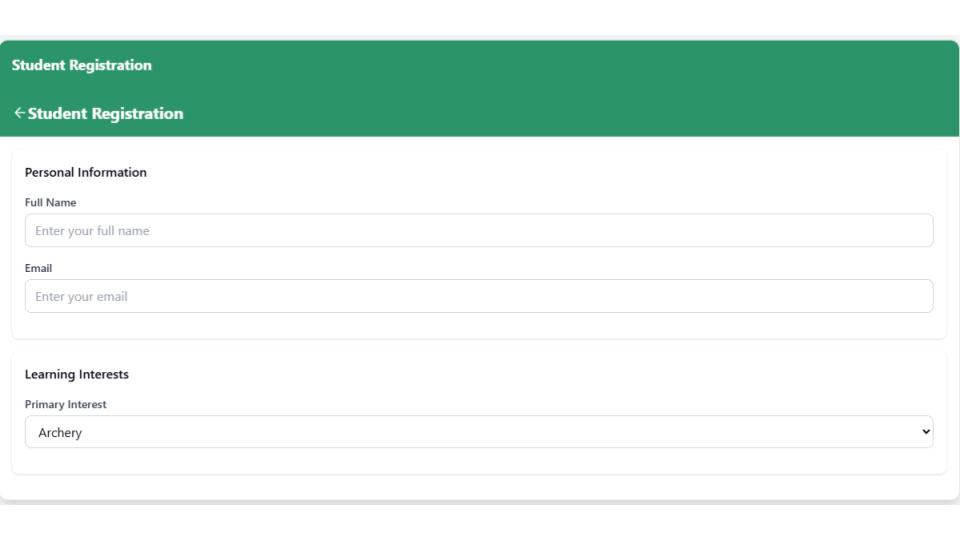 Student Registration
← Student Registration
Personal Information
Full Name
Enter your full name
Email
Enter your email
Learning Interests
Primary Interest
Archery